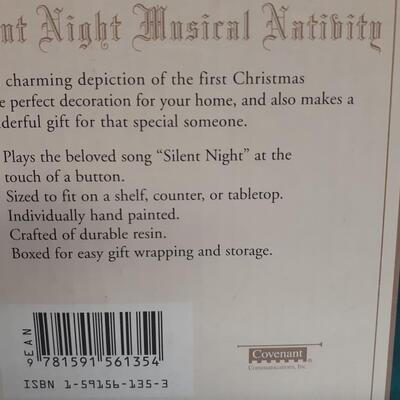 nt Night Musical Nativity
charming depiction of the first Christmas
e perfect decoration for your home, and also makes a
derful gift for that special someone.
Plays the beloved song “Silent Night” at the
touch of a button.
Sized to fit on a shelf, counter, or tabletop.
Individually hand painted.
Crafted of durable resin.
Boxed for easy gift wrapping and storage.
EAN
9 781591 561354
ISBN 1-59156-135-3
Covenant
Communications, Inc.